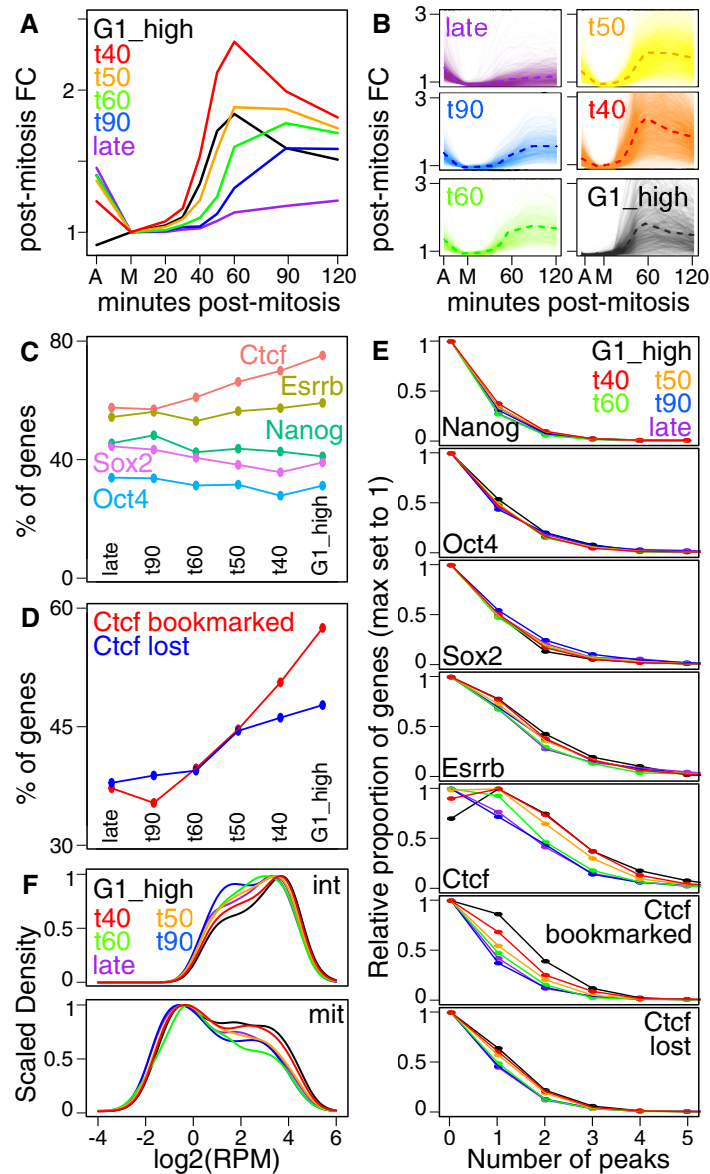 A
G1_high
t40
t50
t60
t90
late
post-mitosis FC
2
1
A M 20 40 60 90 120
minutes post-mitosis
B
post-mitosis FC
3
1
late
t50
3
1
t90
t40
3
1
t60
G1_high
A M 60 120
A M 60 120
minutes post-mitosis
C
% of genes
80
40
0
Ctcf
Esrrb
Nanog
Sox2
Oct4
late t90 t60 t50 t40 G1_high
D
% of genes
60
45
30
Ctcf bookmarked
Ctcf lost
late t90 t60 t50 t40 G1_high
E
Relative proportion of genes (max set to 1)
1
0.5
0
G1_high
t40 t50
t60 t90
late
Nanog
1
0.5
0
Oct4
1
0.5
0
Sox2
1
0.5
0
Esrrb
1
0.5
0
Ctcf
1
0.5
0
Ctcf
bookmarked
1
0.5
0
Ctcf
lost
0 1 2 3 4 5
Number of peaks
F
Scaled Density
1
0.5
0
G1_high
t40 t50
t60 t90
late
int
1
0.5
0
mit
-4 -2 0 2 4 6
log2(RPM)